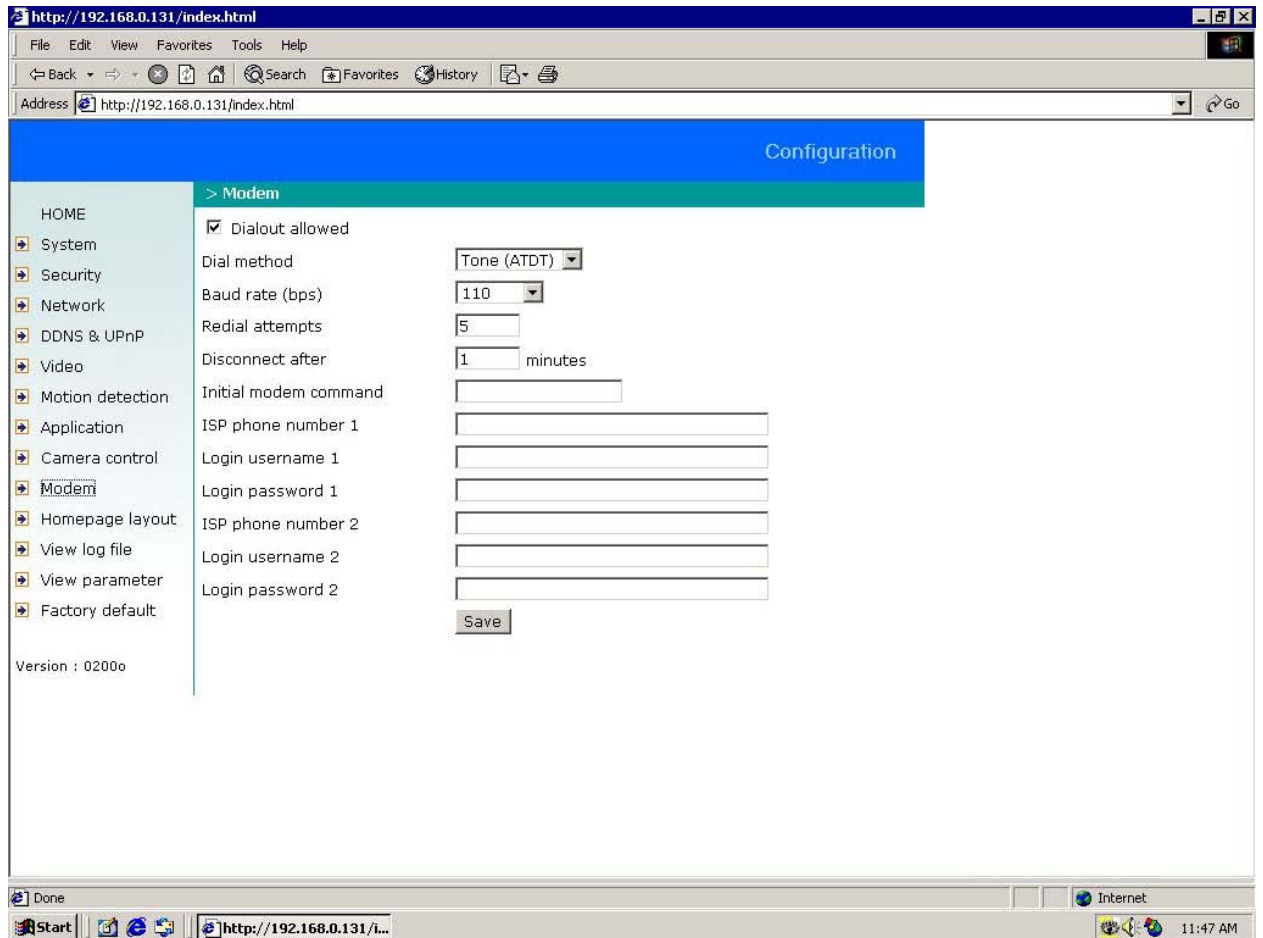 http://192.168.0.131/index.html
File Edit View Favorites Tools Help
Back Search Favorites History
Address http://192.168.0.131/index.html Go
Configuration
> Modem
HOME
System
Security
Network
DDNS & UPnP
Video
Motion detection
Application
Camera control
Modem
Homepage layout
View log file
View parameter
Factory default
Version : 0200o
Dialout allowed
Dial method Tone (ATDT)
Baud rate (bps) 110
Redial attempts 5
Disconnect after 1 minutes
Initial modem command
ISP phone number 1
Login username 1
Login password 1
ISP phone number 2
Login username 2
Login password 2
Save
Done Internet
Start http://192.168.0.131/i... 11:47 AM